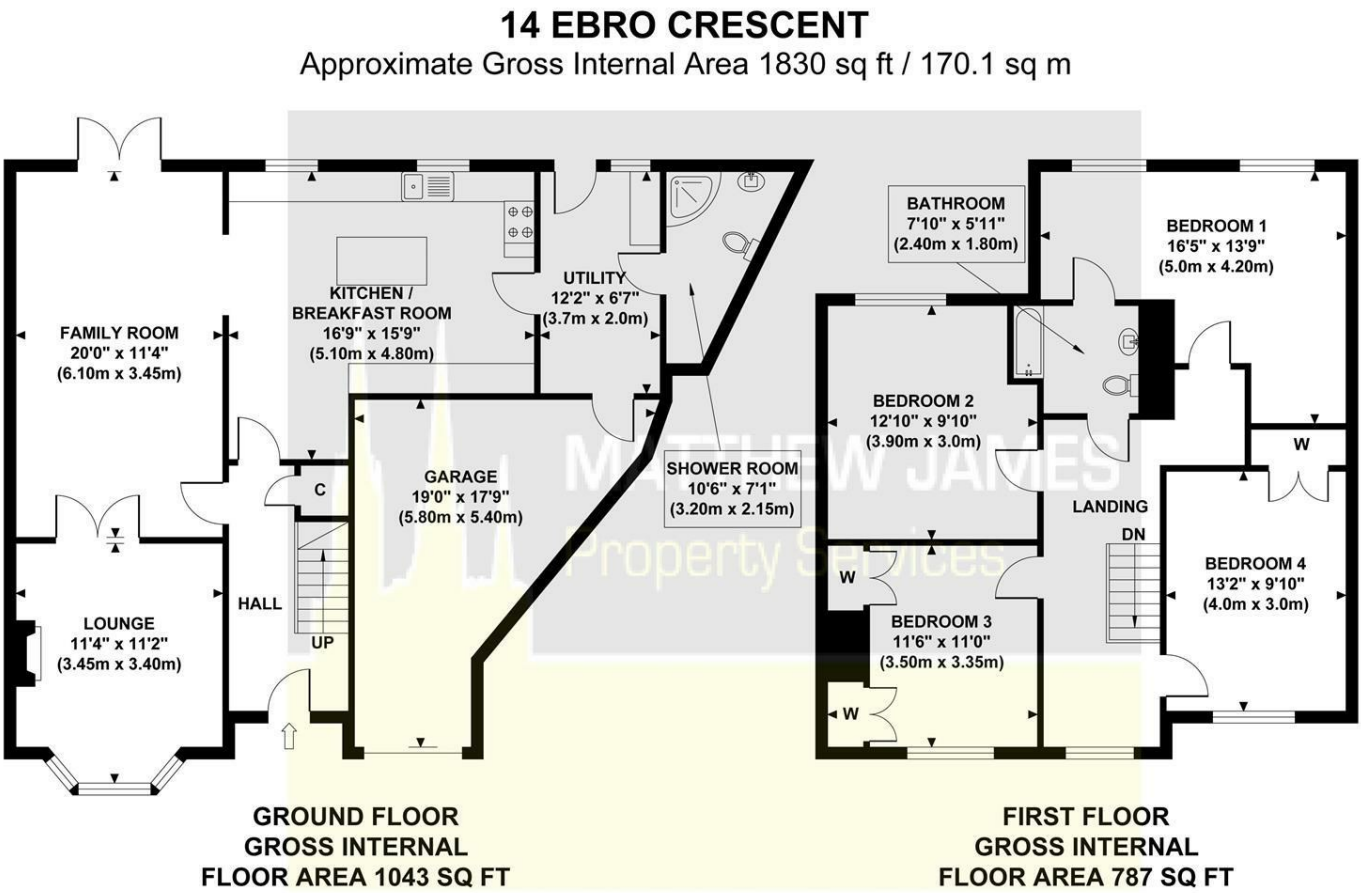 14 EBRO CRESCENT
Approximate Gross Internal Area 1830 sq ft / 170.1 sq m
FAMILY ROOM
20'0" x 11'4"
(6.10m x 3.45m)
KITCHEN /
BREAKFAST ROOM
16'9" x 15'9"
(5.10m x 4.80m)
UTILITY
12'2" x 6'7"
(3.7m x 2.0m)
SHOWER ROOM
10'6" x 7'1"
(3.20m x 2.15m)
GARAGE
19'0" x 17'9"
(5.80m x 5.40m)
C
HALL
UP
LOUNGE
11'4" x 11'2"
(3.45m x 3.40m)
GROUND FLOOR
GROSS INTERNAL
FLOOR AREA 1043 SQ FT
BATHROOM
7'10" x 5'11"
(2.40m x 1.80m)
BEDROOM 1
16'5" x 13'9"
(5.0m x 4.20m)
BEDROOM 2
12'10" x 9'10"
(3.90m x 3.0m)
W
LANDING
DN
BEDROOM 4
13'2" x 9'10"
(4.0m x 3.0m)
W
BEDROOM 3
11'6" x 11'0"
(3.50m x 3.35m)
W
FIRST FLOOR
GROSS INTERNAL
FLOOR AREA 787 SQ FT
MATTHEW JAMES
Property Services